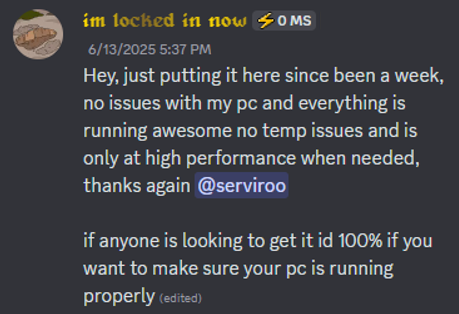 im locked in now ⚡ 0 MS
6/13/2025 5:37 PM
Hey, just putting it here since been a week,
no issues with my pc and everything is
running awesome no temp issues and is
only at high performance when needed,
thanks again @serviroo
if anyone is looking to get it id 100% if you
want to make sure your pc is running
properly (edited)